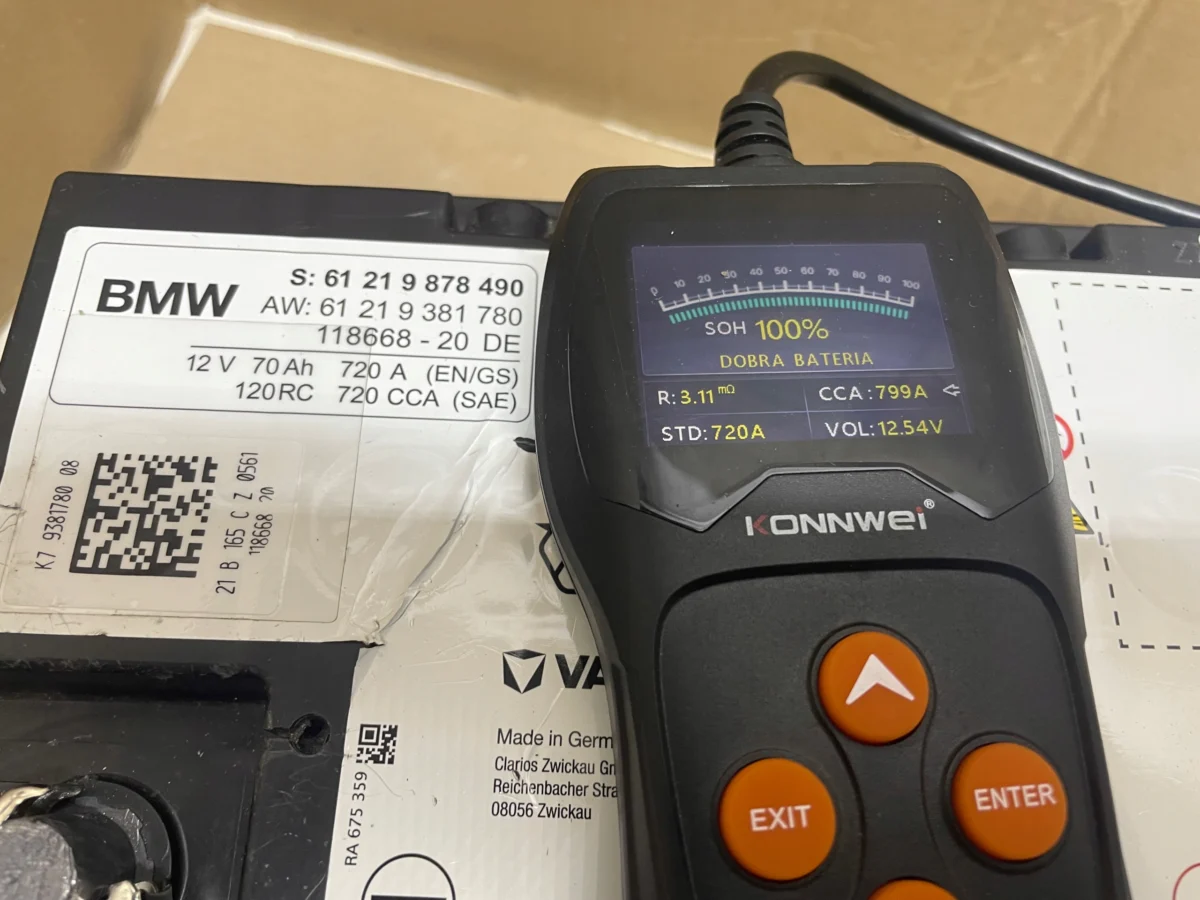 BMW
S: 61 21 9 878 490
AW: 61 21 9 381 780
118668 - 20 DE
12 V 70 Ah 720 A (EN/GS)
120RC 720 CCA (SAE)
K7 9381780 08
21 B 165 C Z 0561
118668 20
VA
Made in Germ
Clarios Zwickau Gm
Reichenbacher Stra
08056 Zwickau
RA 675 359
0 10 20 30 40 50 60 70 80 90 100
SOH 100%
DOBRA BATERIA
R: 3.11 mΩ
CCA : 799A
STD: 720A
VOL: 12.54V
KONNWEI®
EXIT
ENTER